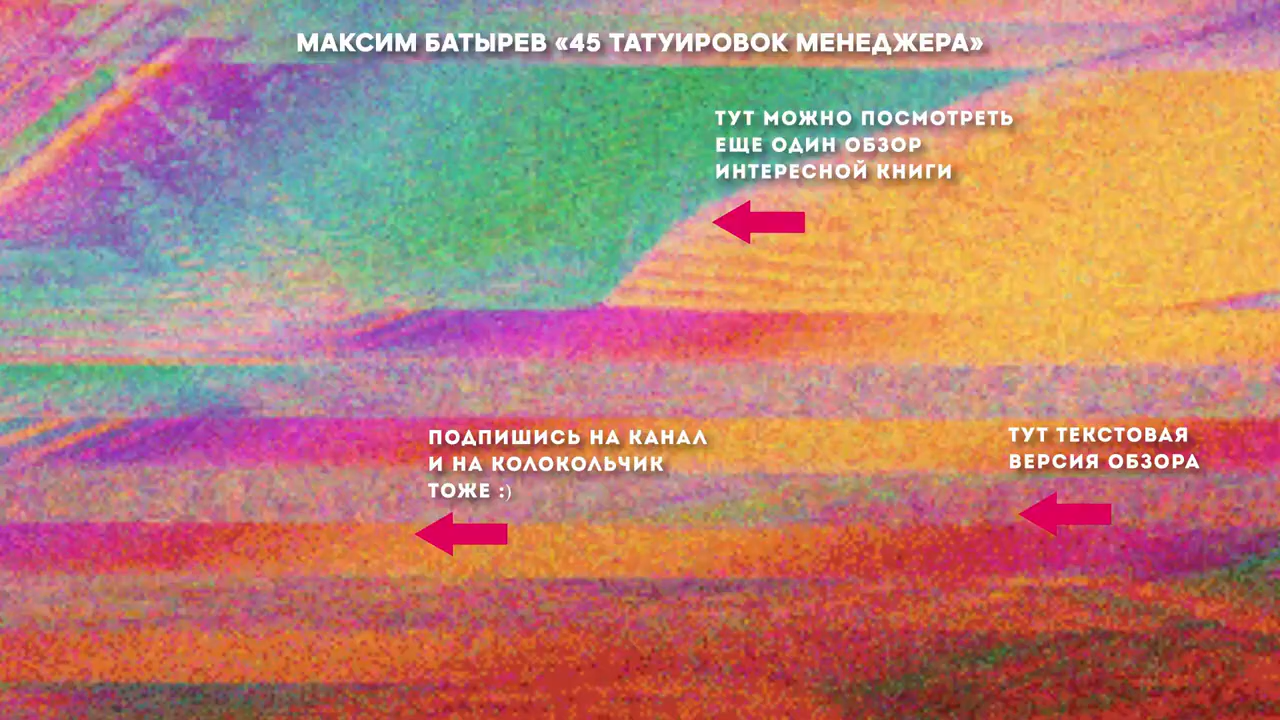 МАКСИМ БАТЫРЕВ «45 ТАТУИРОВОК МЕНЕДЖЕРА»
ТУТ МОЖНО ПОСМОТРЕТЬ
ЕЩЕ ОДИН ОБЗОР
ИНТЕРЕСНОЙ КНИГИ
ПОДПИШИСЬ НА КАНАЛ
И НА КОЛОКОЛЬЧИК
ТОЖЕ :)
ТУТ ТЕКСТОВАЯ
ВЕРСИЯ ОБЗОРА